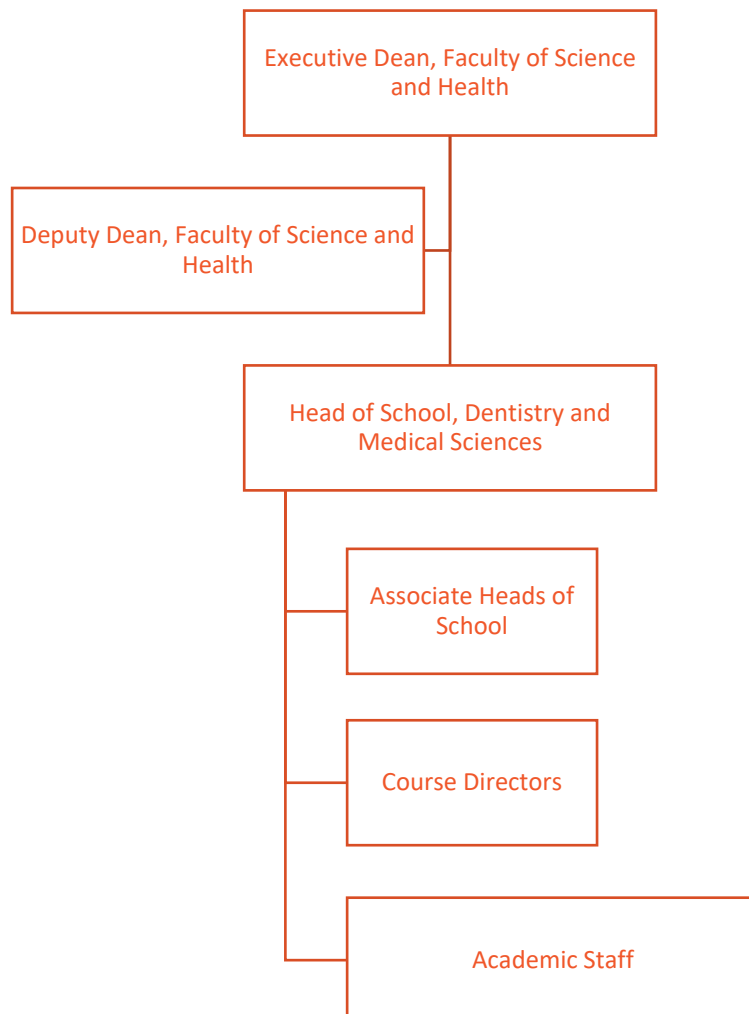 Executive Dean, Faculty of Science
and Health
Deputy Dean, Faculty of Science and
Health
Head of School, Dentistry and
Medical Sciences
Associate Heads of
School
Course Directors
Academic Staff